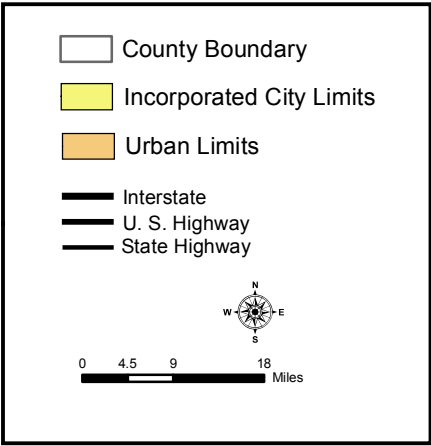 County Boundary
Incorporated City Limits
Urban Limits
Interstate
U. S. Highway
State Highway
N
W E
S
0 4.5 9 18
Miles